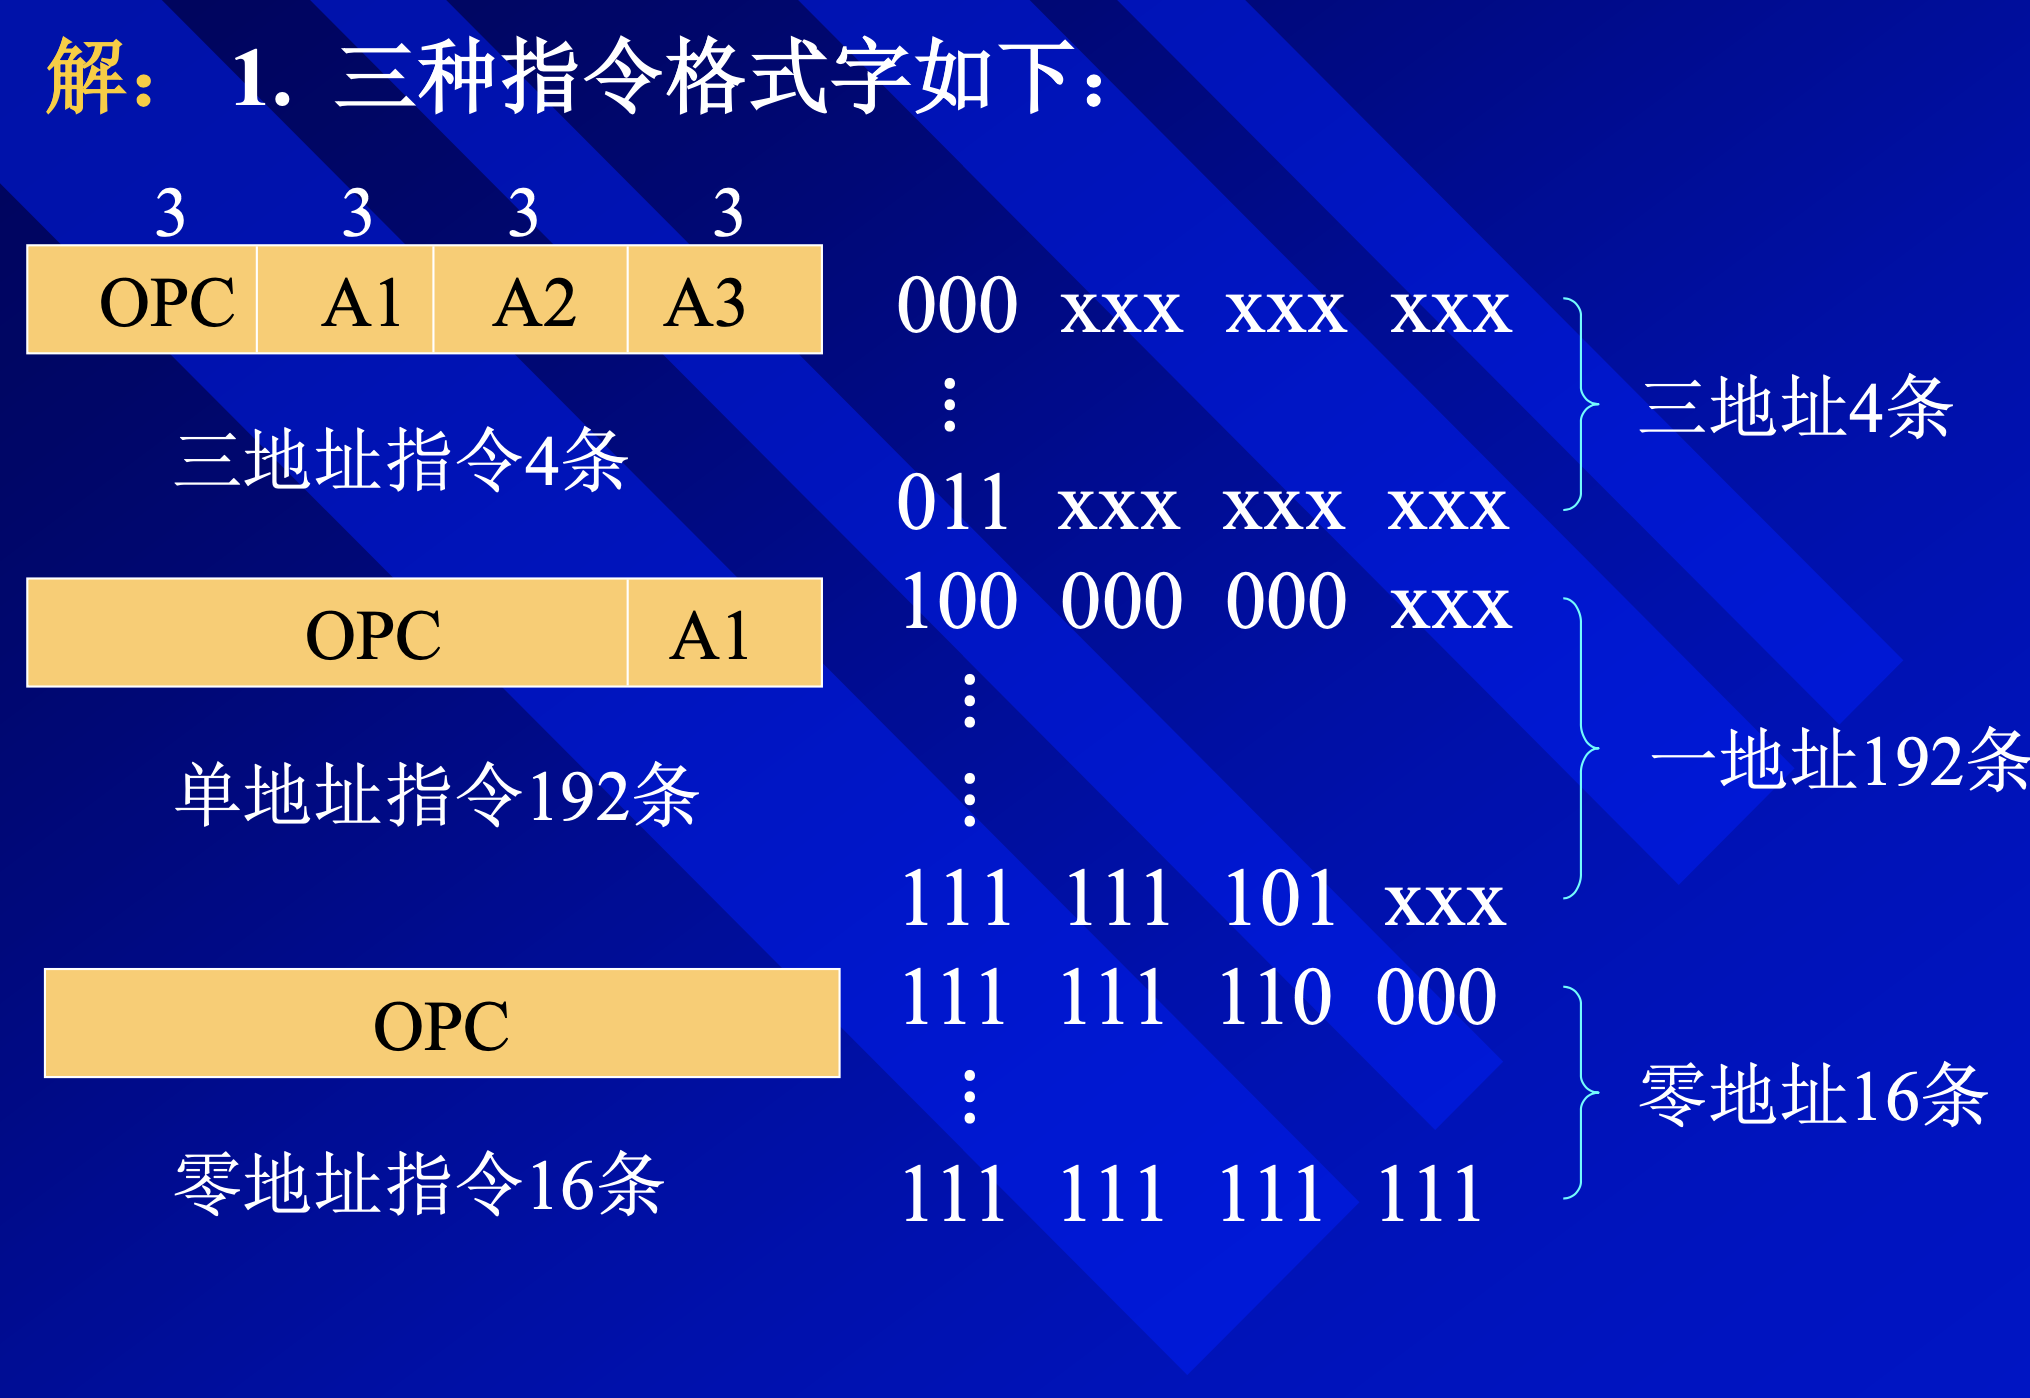 解： 1. 三种指令格式字如下：
3 3 3 3
OPC A1 A2 A3
三地址指令4条
OPC A1
单地址指令192条
OPC
零地址指令16条
000 xxx xxx xxx
⋮
011 xxx xxx xxx
三地址4条
100 000 000 xxx
⋮
⋮
111 111 101 xxx
一地址192条
111 111 110 000
⋮
111 111 111 111
零地址16条